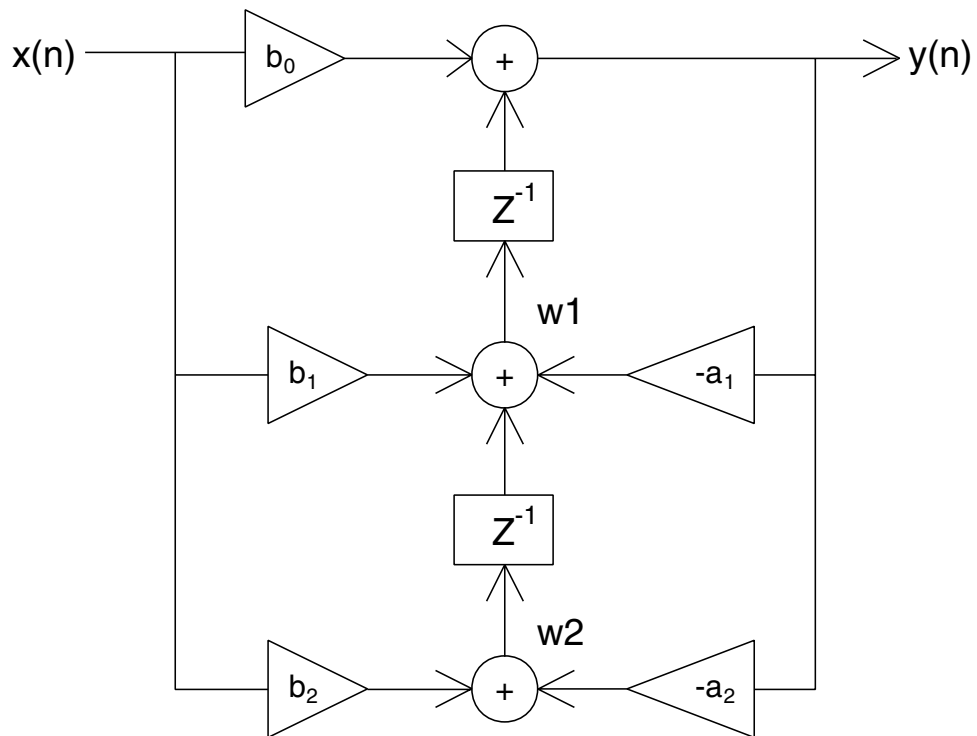 x(n) b₀ + y(n)
Z⁻¹
w1
b₁ + -a₁
Z⁻¹
w2
b₂ + -a₂